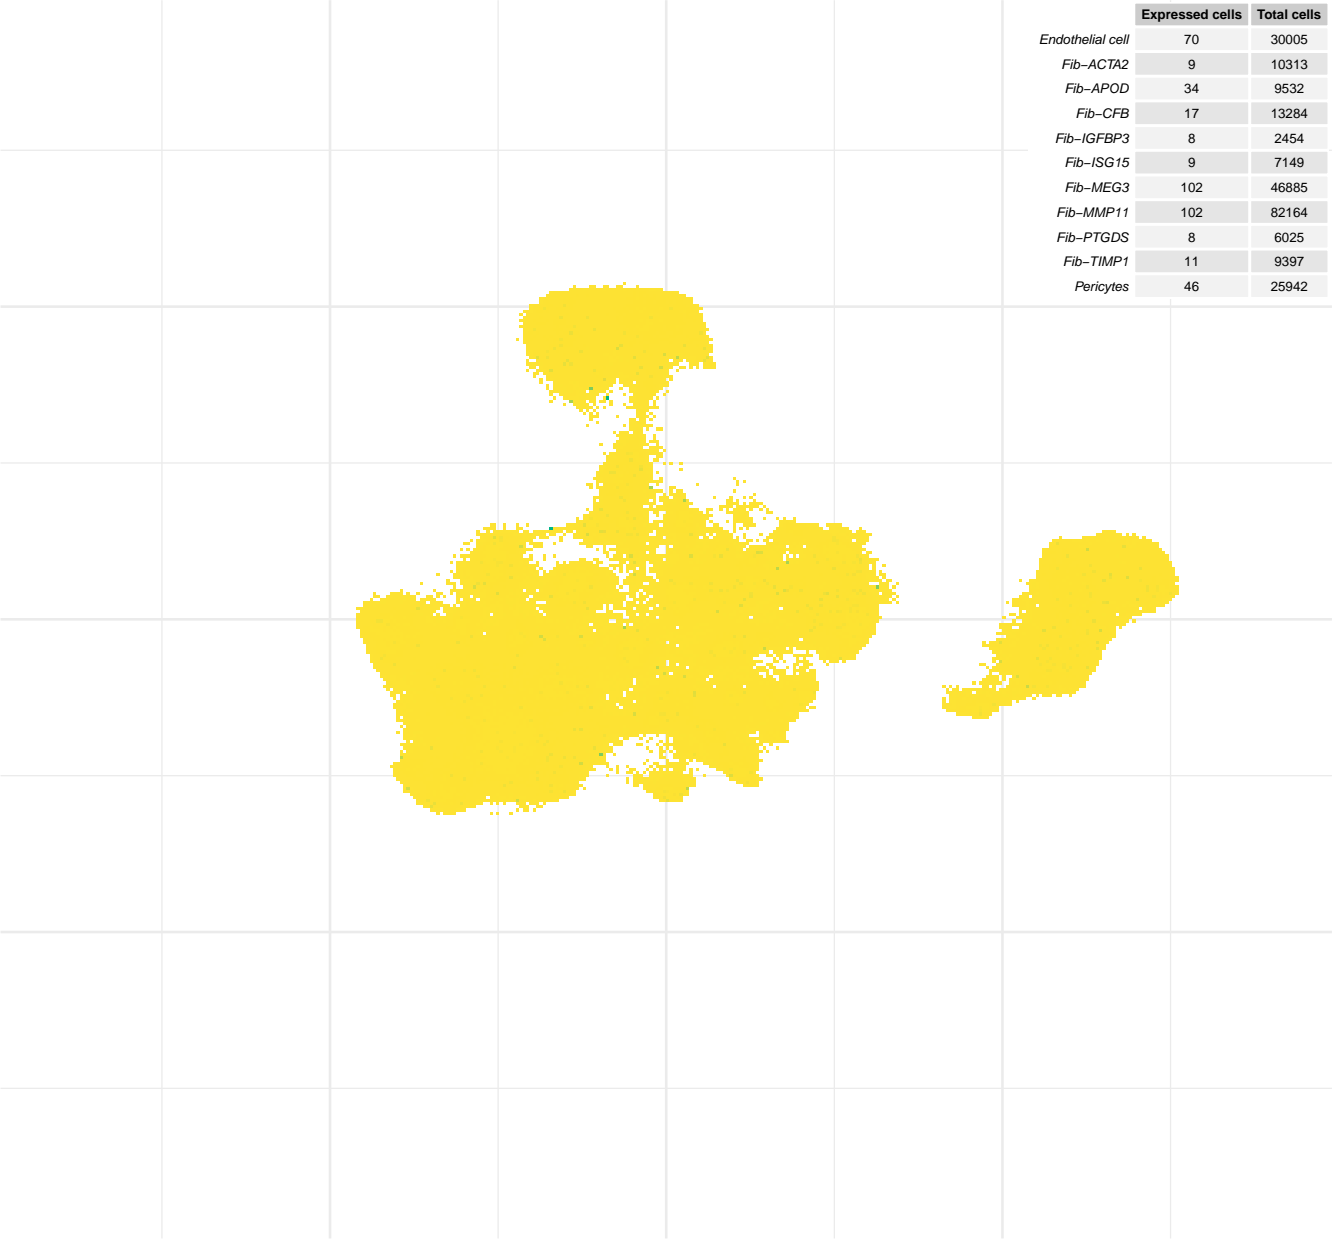 Expressed cells Total cells
Endothelial cell 70 30005
Fib−ACTA2 9 10313
Fib−APOD 34 9532
Fib−CFB 17 13284
Fib−IGFBP3 8 2454
Fib−ISG15 9 7149
Fib−MEG3 102 46885
Fib−MMP11 102 82164
Fib−PTGDS 8 6025
Fib−TIMP1 11 9397
Pericytes 46 25942